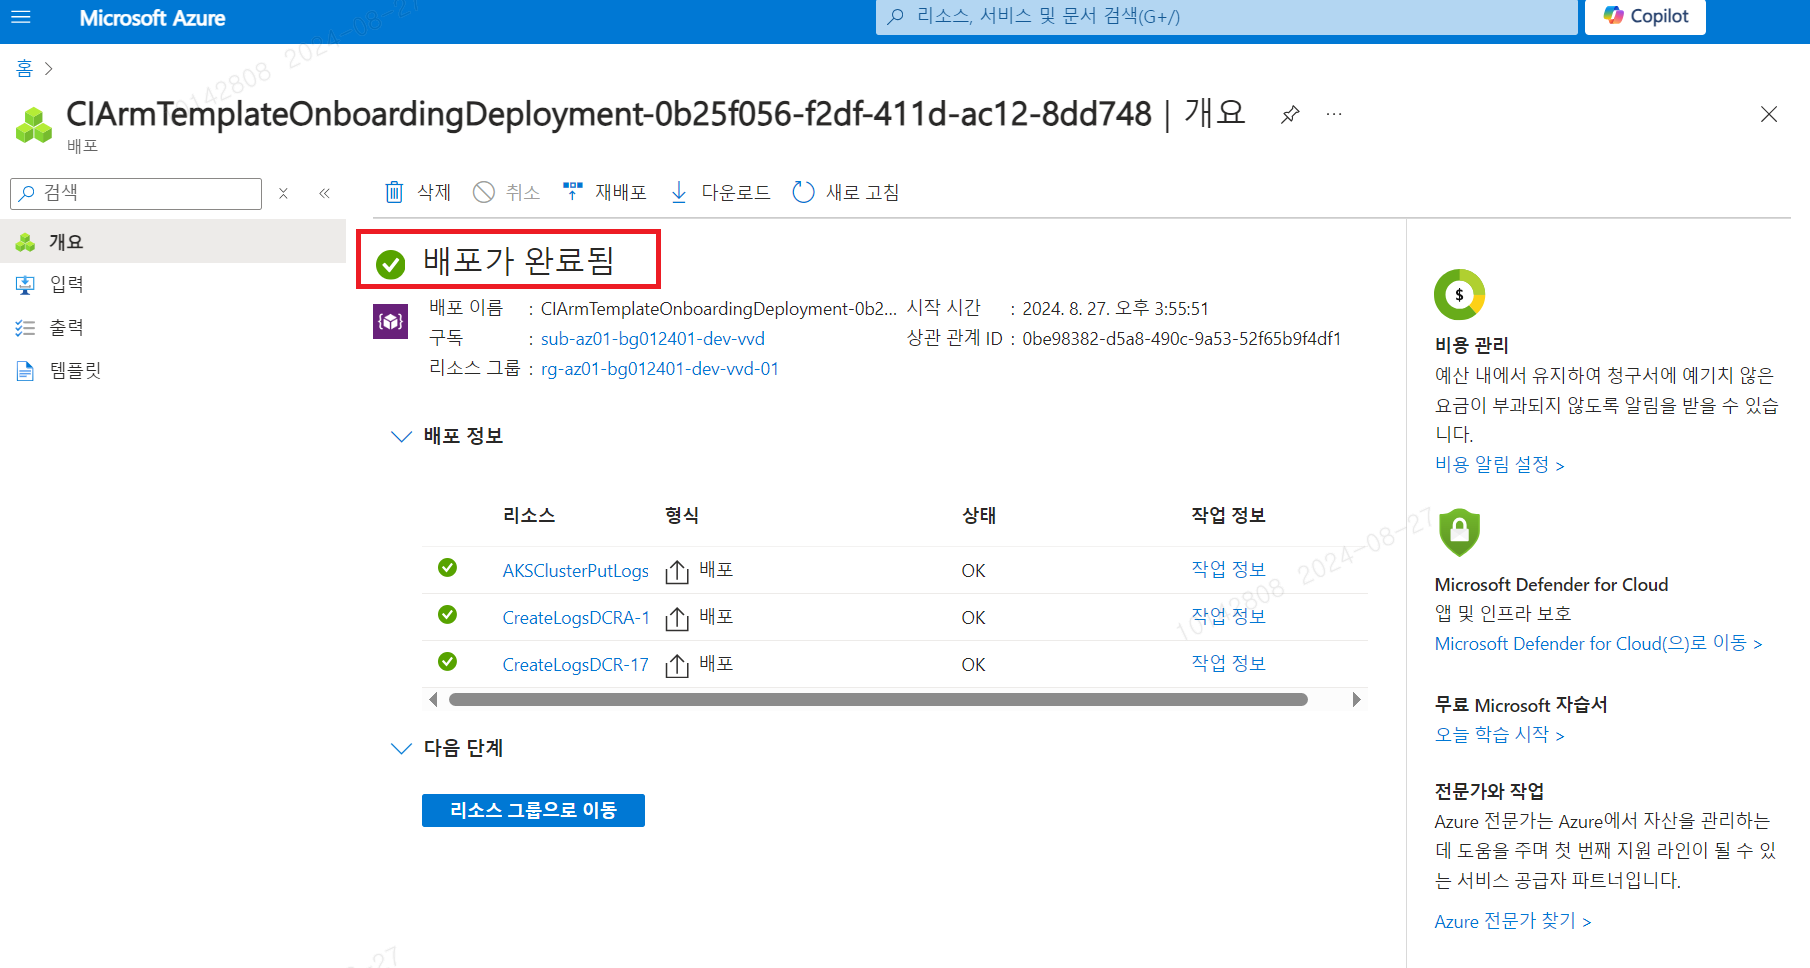 Microsoft Azure
리소스, 서비스 및 문서 검색(G+/)
Copilot
홈
CIArmTemplateOnboardingDeployment-0b25f056-f2df-411d-ac12-8dd748 | 개요
배포
검색
삭제 취소 재배포 다운로드 새로 고침
개요
입력
출력
템플릿
배포가 완료됨
배포 이름 : CIArmTemplateOnboardingDeployment-0b2...
구독 : sub-az01-bg012401-dev-vvd
리소스 그룹 : rg-az01-bg012401-dev-vvd-01
시작 시간 : 2024. 8. 27. 오후 3:55:51
상관 관계 ID : 0be98382-d5a8-490c-9a53-52f65b9f4df1
배포 정보
리소스 형식 상태 작업 정보
AKSClusterPutLogs 배포 OK 작업 정보
CreateLogsDCRA-1 배포 OK 작업 정보
CreateLogsDCR-17 배포 OK 작업 정보
다음 단계
리소스 그룹으로 이동
비용 관리
예산 내에서 유지하여 청구서에 예기치 않은
요금이 부과되지 않도록 알림을 받을 수 있습
니다.
비용 알림 설정 >
Microsoft Defender for Cloud
앱 및 인프라 보호
Microsoft Defender for Cloud(으)로 이동 >
무료 Microsoft 자습서
오늘 학습 시작 >
전문가와 작업
Azure 전문가는 Azure에서 자산을 관리하는
데 도움을 주며 첫 번째 지원 라인이 될 수 있
는 서비스 공급자 파트너입니다.
Azure 전문가 찾기 >
10142808 2024-08-27